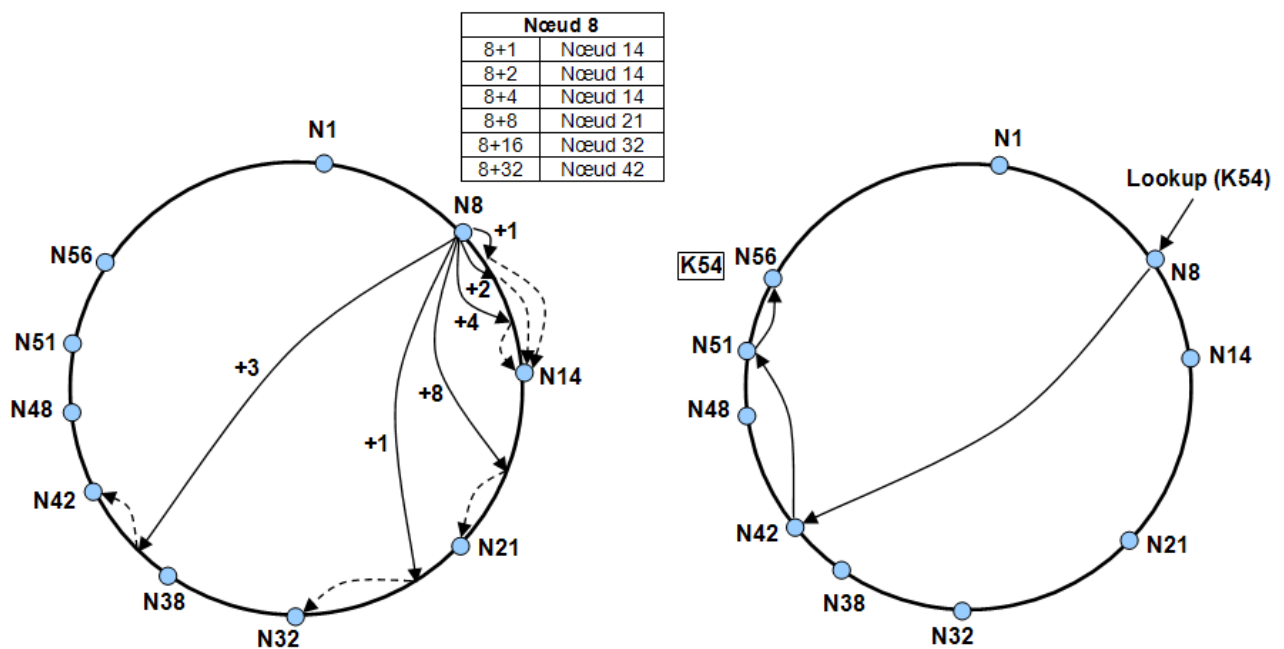 Nœud 8
8+1 Nœud 14
8+2 Nœud 14
8+4 Nœud 14
8+8 Nœud 21
8+16 Nœud 32
8+32 Nœud 42
N1
N8
+1
N56
+2
+4
N51
+3
N14
+8
N48
+1
N42
N21
N38
N32
N1
Lookup (K54)
K54
N56
N8
N51
N14
N48
N42
N21
N38
N32